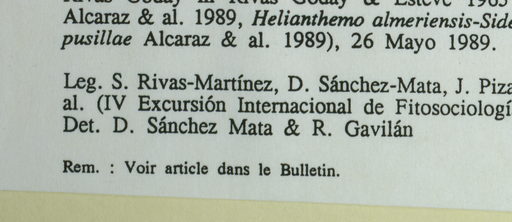 Alcaraz & al. 1989, Helianthemo almeriensis-Side
pusillae Alcaraz & al. 1989), 26 Mayo 1989.
Leg. S. Rivas-Martínez, D. Sánchez-Mata, J. Piza
al. (IV Excursión Internacional de Fitosociologí
Det. D. Sánchez Mata & R. Gavilán
Rem. : Voir article dans le Bulletin.